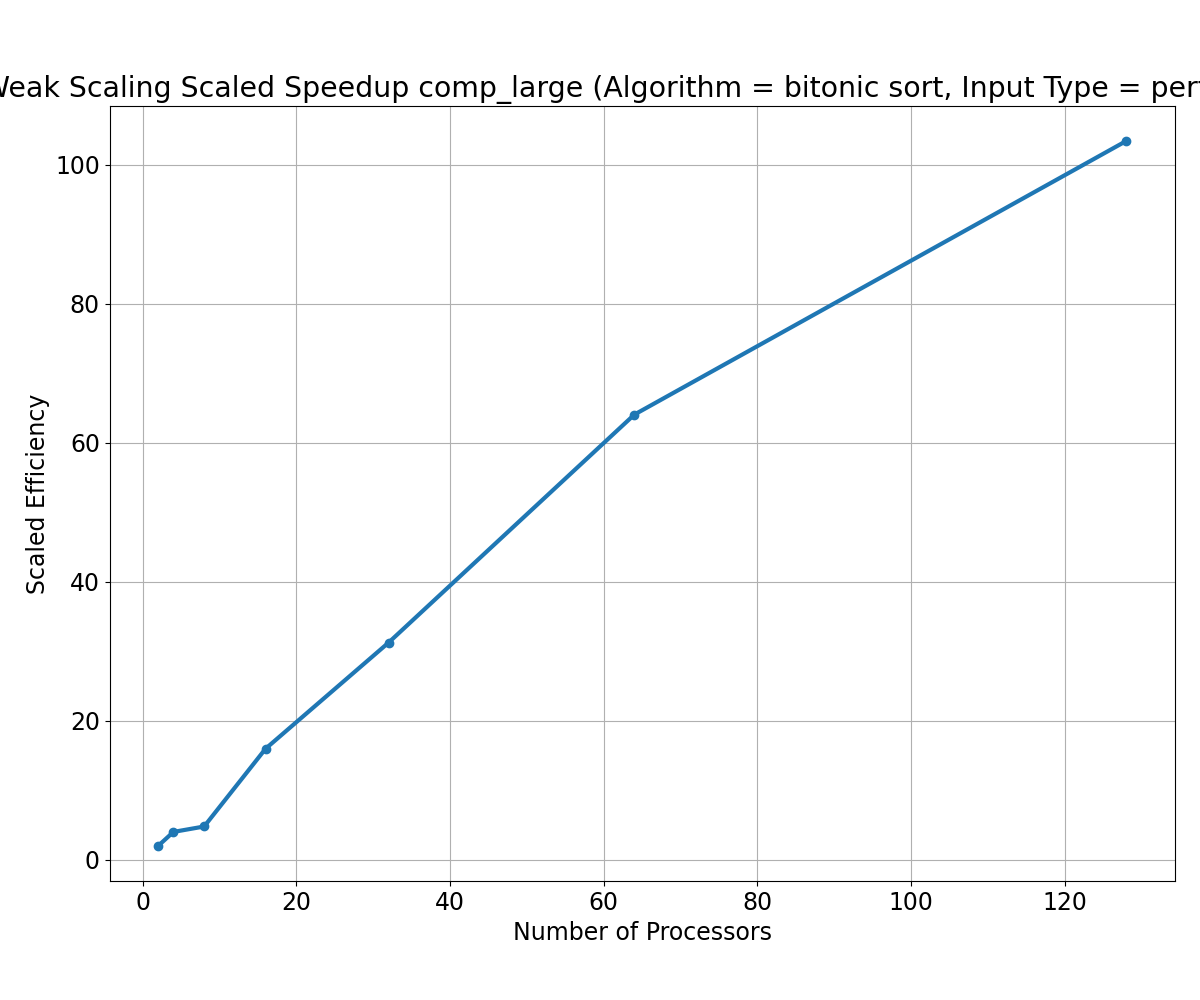 Weak Scaling Scaled Speedup comp_large (Algorithm = bitonic sort, Input Type =
100
80
60
40
20
0
Scaled Efficiency
0 20 40 60 80 100 120
Number of Processors